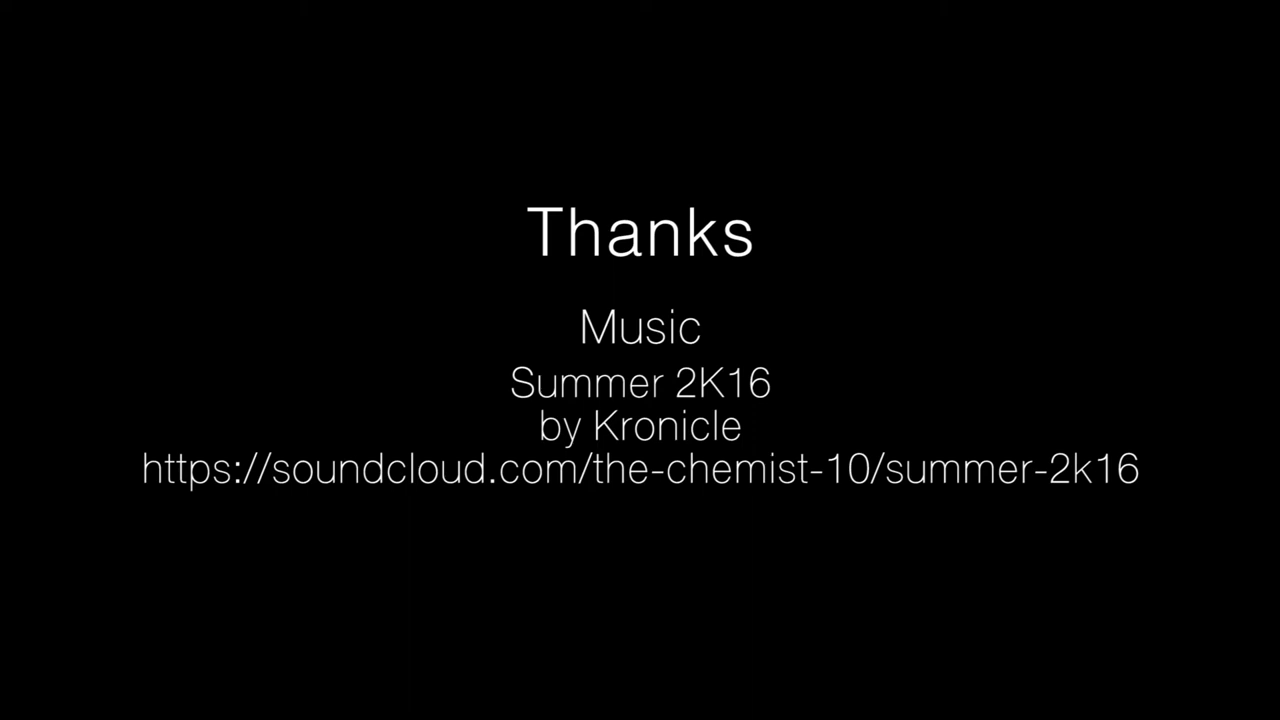 Thanks
Music
Summer 2K16
by Kronicle
https://soundcloud.com/the-chemist-10/summer-2k16